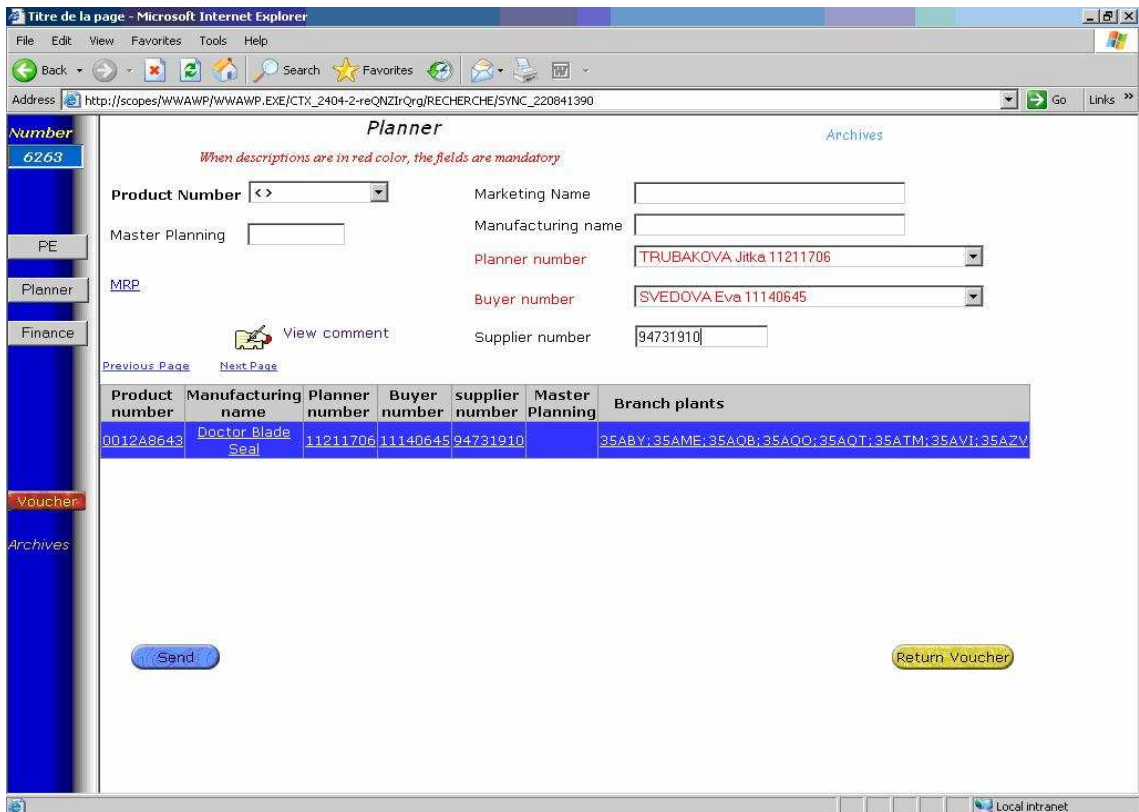 Titre de la page - Microsoft Internet Explorer
File Edit View Favorites Tools Help
Back Search Favorites
Address http://scopes/WWAWP/WWAWP.EXE/CTX_2404-2-reQNZIrQrg/RECHERCHE/SYNC_220841390 Go Links »
Number
6263
Planner
Archives
When descriptions are in red color, the fields are mandatory
Product Number <> Marketing Name
Master Planning Manufacturing name
PE
Planner number TRUBAKOVA Jitka 11211706
Planner
MRP
Buyer number SVEDOVA Eva 11140645
Finance
View comment
Supplier number 94731910
Previous Page Next Page
Product number Manufacturing name Planner number Buyer number supplier number Master Planning Branch plants
0012A8643 Doctor Blade Seal 11211706 11140645 94731910 35ABY;35AME;35AQB;35AQO;35AQT;35ATM;35AVI;35AZV
Voucher
Archives
Send Return Voucher
Local intranet